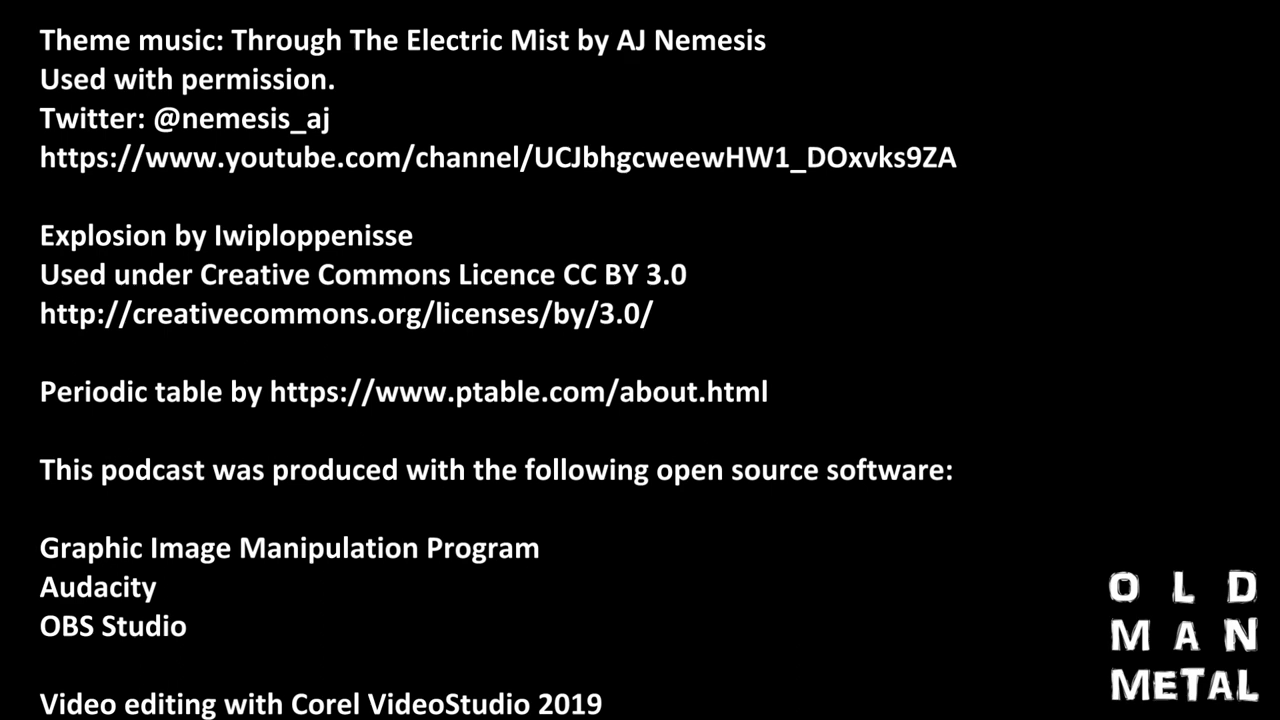 Theme music: Through The Electric Mist by AJ Nemesis
Used with permission.
Twitter: @nemesis_aj
https://www.youtube.com/channel/UCJbhgcweewHW1_DOxvks9ZA
Explosion by Iwiploppenisse
Used under Creative Commons Licence CC BY 3.0
http://creativecommons.org/licenses/by/3.0/
Periodic table by https://www.ptable.com/about.html
This podcast was produced with the following open source software:
Graphic Image Manipulation Program
Audacity
OBS Studio
Video editing with Corel VideoStudio 2019
OLD
MAN
METAL